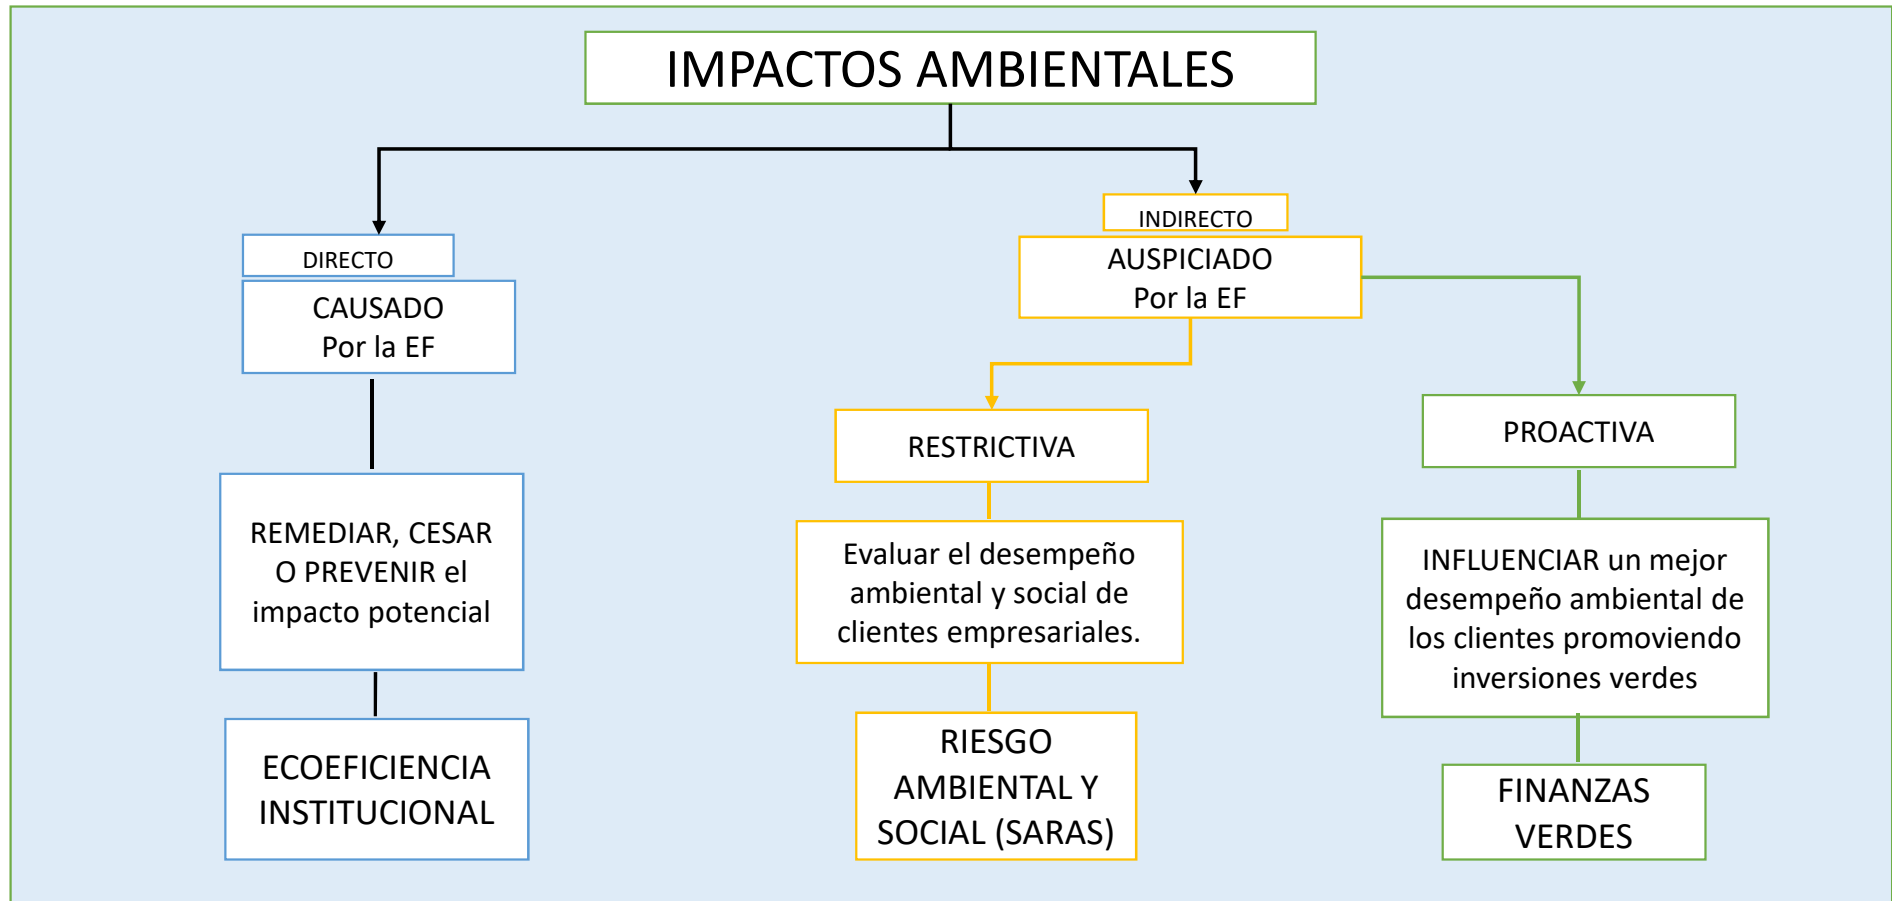 IMPACTOS AMBIENTALES
DIRECTO
CAUSADO
Por la EF
REMEDIAR, CESAR
O PREVENIR el
impacto potencial
ECOEFICIENCIA
INSTITUCIONAL
INDIRECTO
AUSPICIADO
Por la EF
RESTRICTIVA
Evaluar el desempeño
ambiental y social de
clientes empresariales.
RIESGO
AMBIENTAL Y
SOCIAL (SARAS)
PROACTIVA
INFLUENCIAR un mejor
desempeño ambiental de
los clientes promoviendo
inversiones verdes
FINANZAS
VERDES